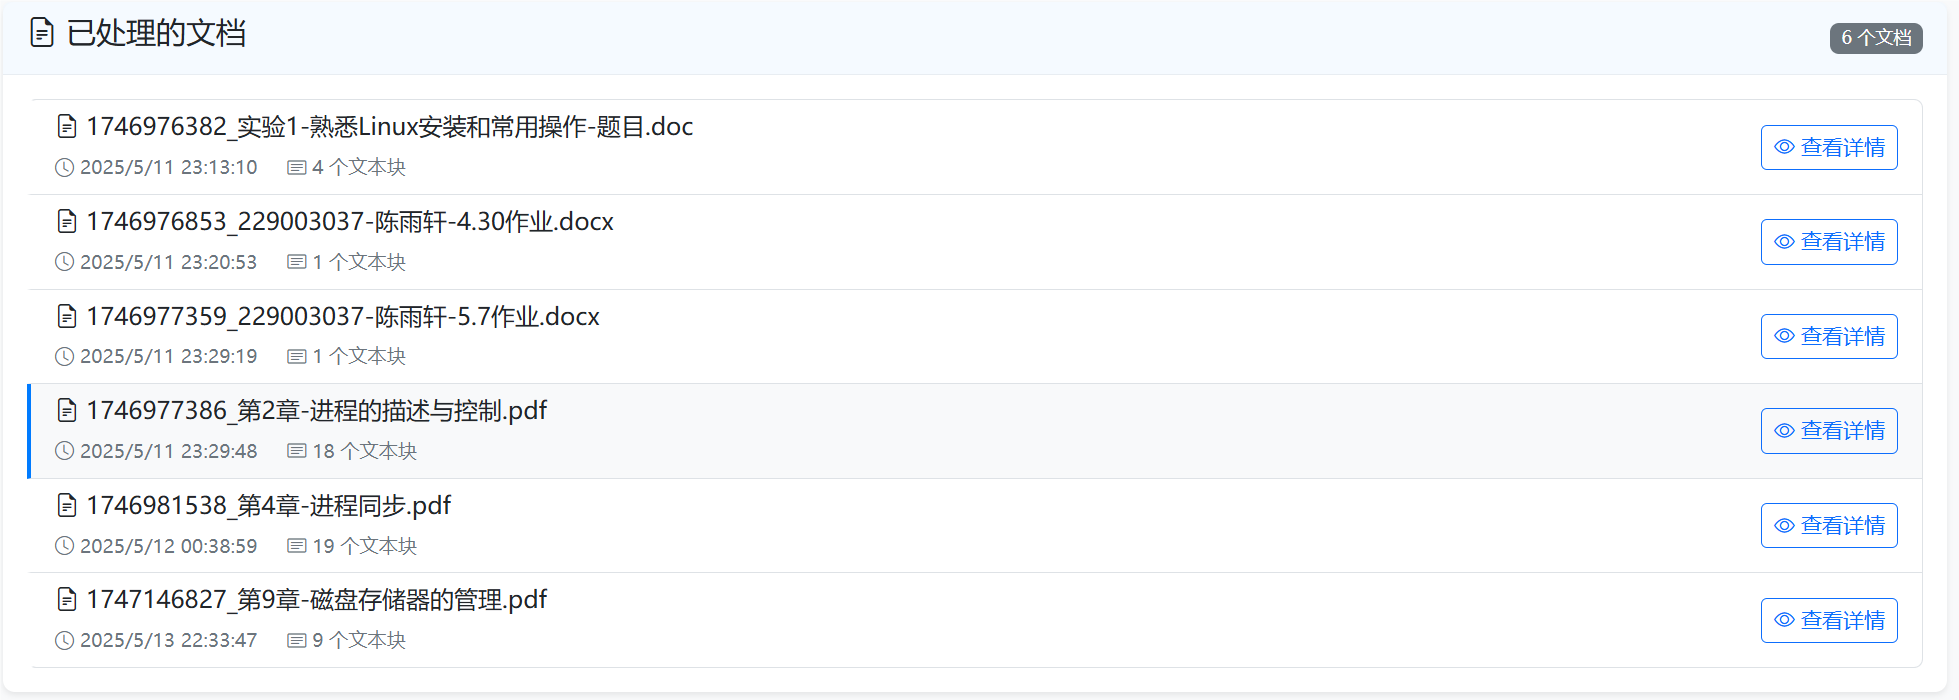 已处理的文档
6 个文档
1746976382_实验1-熟悉Linux安装和常用操作-题目.doc
2025/5/11 23:13:10 4 个文本块
查看详情
1746976853_229003037-陈雨轩-4.30作业.docx
2025/5/11 23:20:53 1 个文本块
查看详情
1746977359_229003037-陈雨轩-5.7作业.docx
2025/5/11 23:29:19 1 个文本块
查看详情
1746977386_第2章-进程的描述与控制.pdf
2025/5/11 23:29:48 18 个文本块
查看详情
1746981538_第4章-进程同步.pdf
2025/5/12 00:38:59 19 个文本块
查看详情
1747146827_第9章-磁盘存储器的管理.pdf
2025/5/13 22:33:47 9 个文本块
查看详情